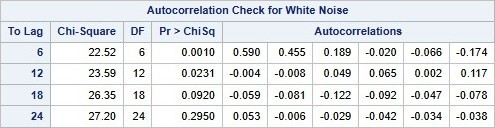 Autocorrelation Check for White Noise
To Lag Chi-Square DF Pr > ChiSq Autocorrelations
6 22.52 6 0.0010 0.590 0.455 0.189 -0.020 -0.066 -0.174
12 23.59 12 0.0231 -0.004 -0.008 0.049 0.065 0.002 0.117
18 26.35 18 0.0920 -0.059 -0.081 -0.122 -0.092 -0.047 -0.078
24 27.20 24 0.2950 0.053 -0.006 -0.029 -0.042 -0.034 -0.038